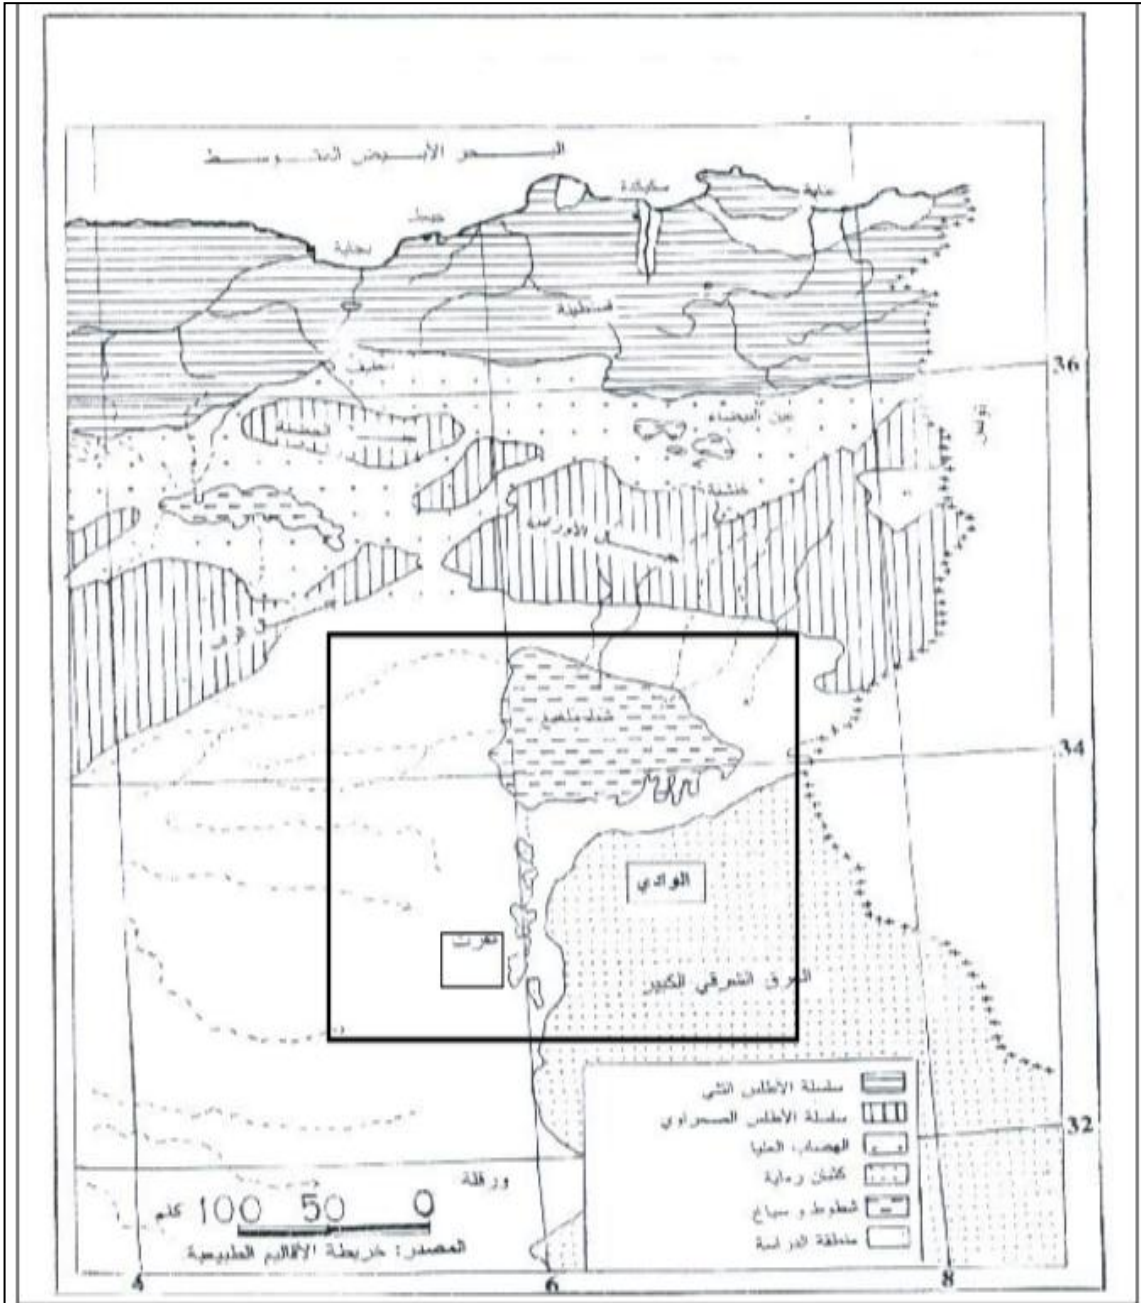 البحر الأبيض المتوسط
عنابة
سكيكدة
جيجل
بجاية
قسنطينة
سطيف
36
تونس
عين البيضاء
الحضنة
خنشلة
الأوراس
شط ملغيغ
34
الوادي
تقرت
العرق الشرقي الكبير
سلسلة الأطلس التلي
سلسلة الأطلس الصحراوي
الهضاب العليا
كثبان رملية
شطوط و سباخ
منطقة الدراسة
32
ورقلة
0 50 100 كلم
المصدر: خريطة الأقاليم الطبيعية
4 6 8